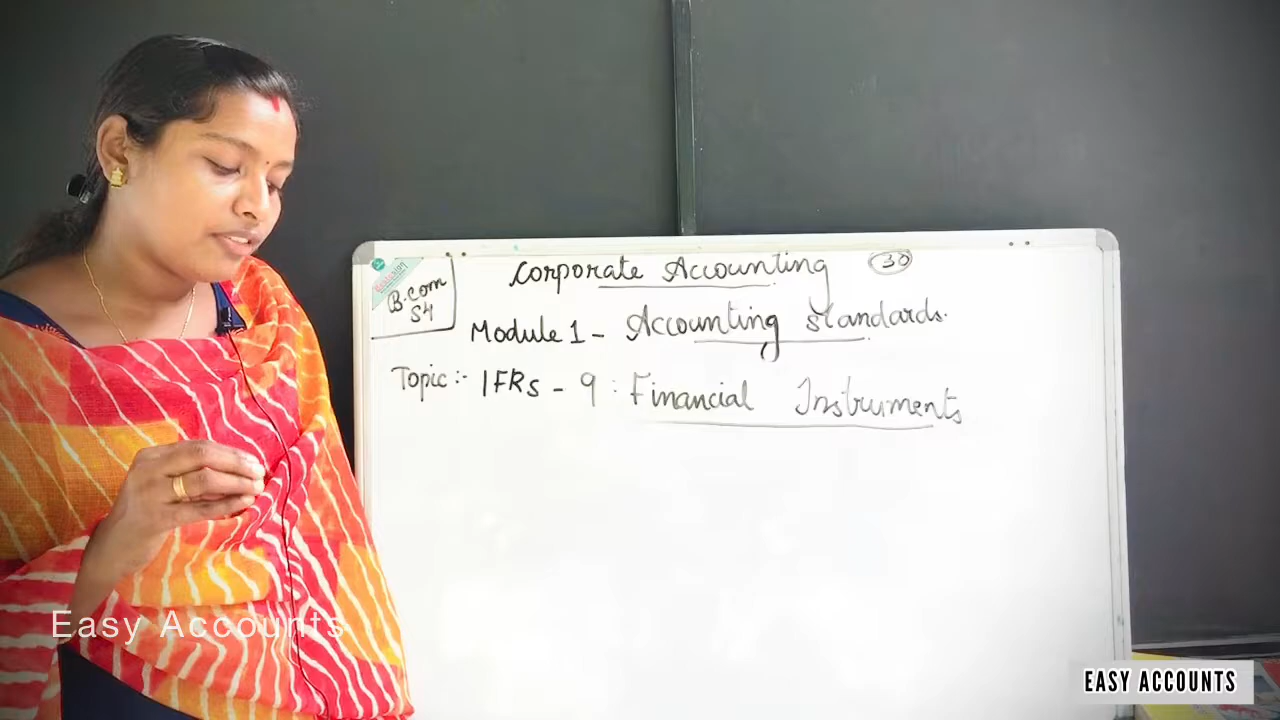 Corporate Accounting 30
B.com
S4
Module 1 - Accounting Standards.
Topic :- IFRS - 9 : Financial Instruments
Easy Accounts
EASY ACCOUNTS